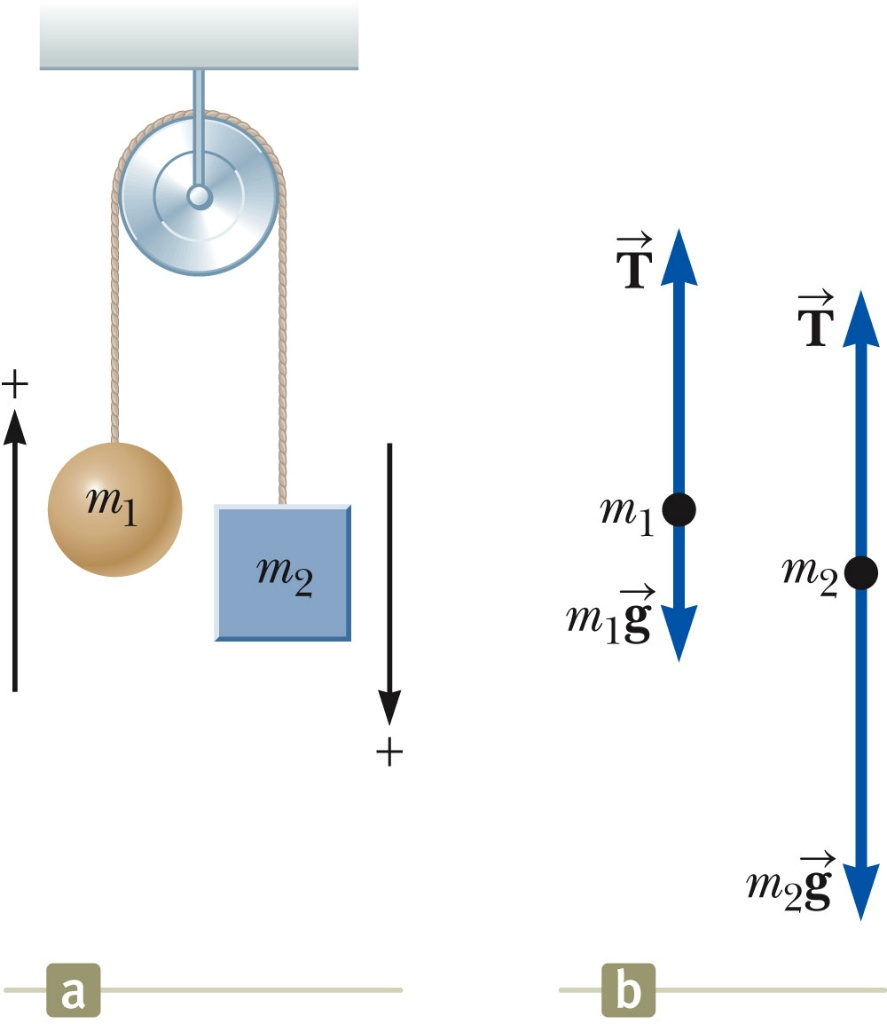 +
m₁
m₂
+
a
T⃗
m₁
m₁g⃗
T⃗
m₂
m₂g⃗
b